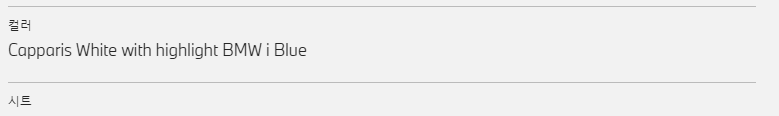 컬러
Capparis White with highlight BMW i Blue
시트